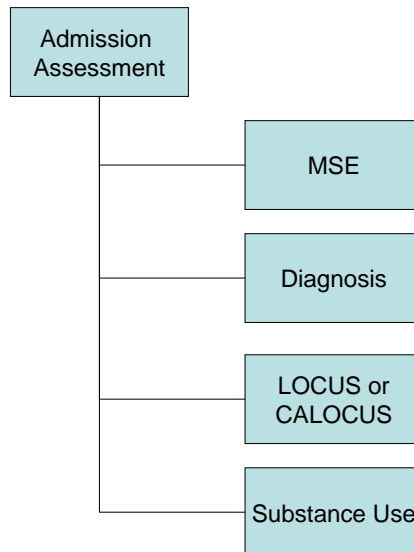 Admission
Assessment
MSE
Diagnosis
LOCUS or
CALOCUS
Substance Use